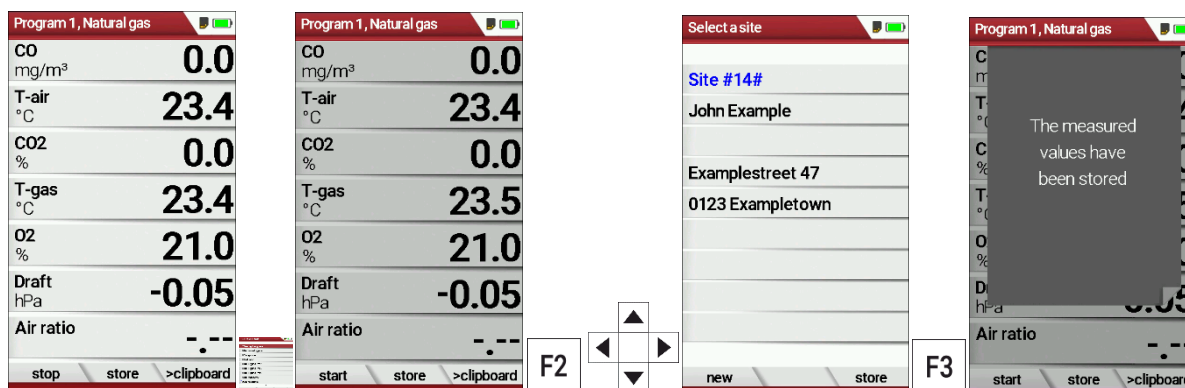 Program 1, Natural gas
CO
mg/m³
0.0
T-air
°C
23.4
CO2
%
0.0
T-gas
°C
23.4
O2
%
21.0
Draft
hPa
-0.05
Air ratio
-.--
stop store >clipboard
Program 1, Natural gas
CO
mg/m³
0.0
T-air
°C
23.4
CO2
%
0.0
T-gas
°C
23.5
O2
%
21.0
Draft
hPa
-0.05
Air ratio
-.--
start store >clipboard
F2
Select a site
Site #14#
John Example
Examplestreet 47
0123 Exampletown
new store
F3
Program 1, Natural gas
The measured
values have
been stored
hPa
Air ratio
-.--
start store >clipboard